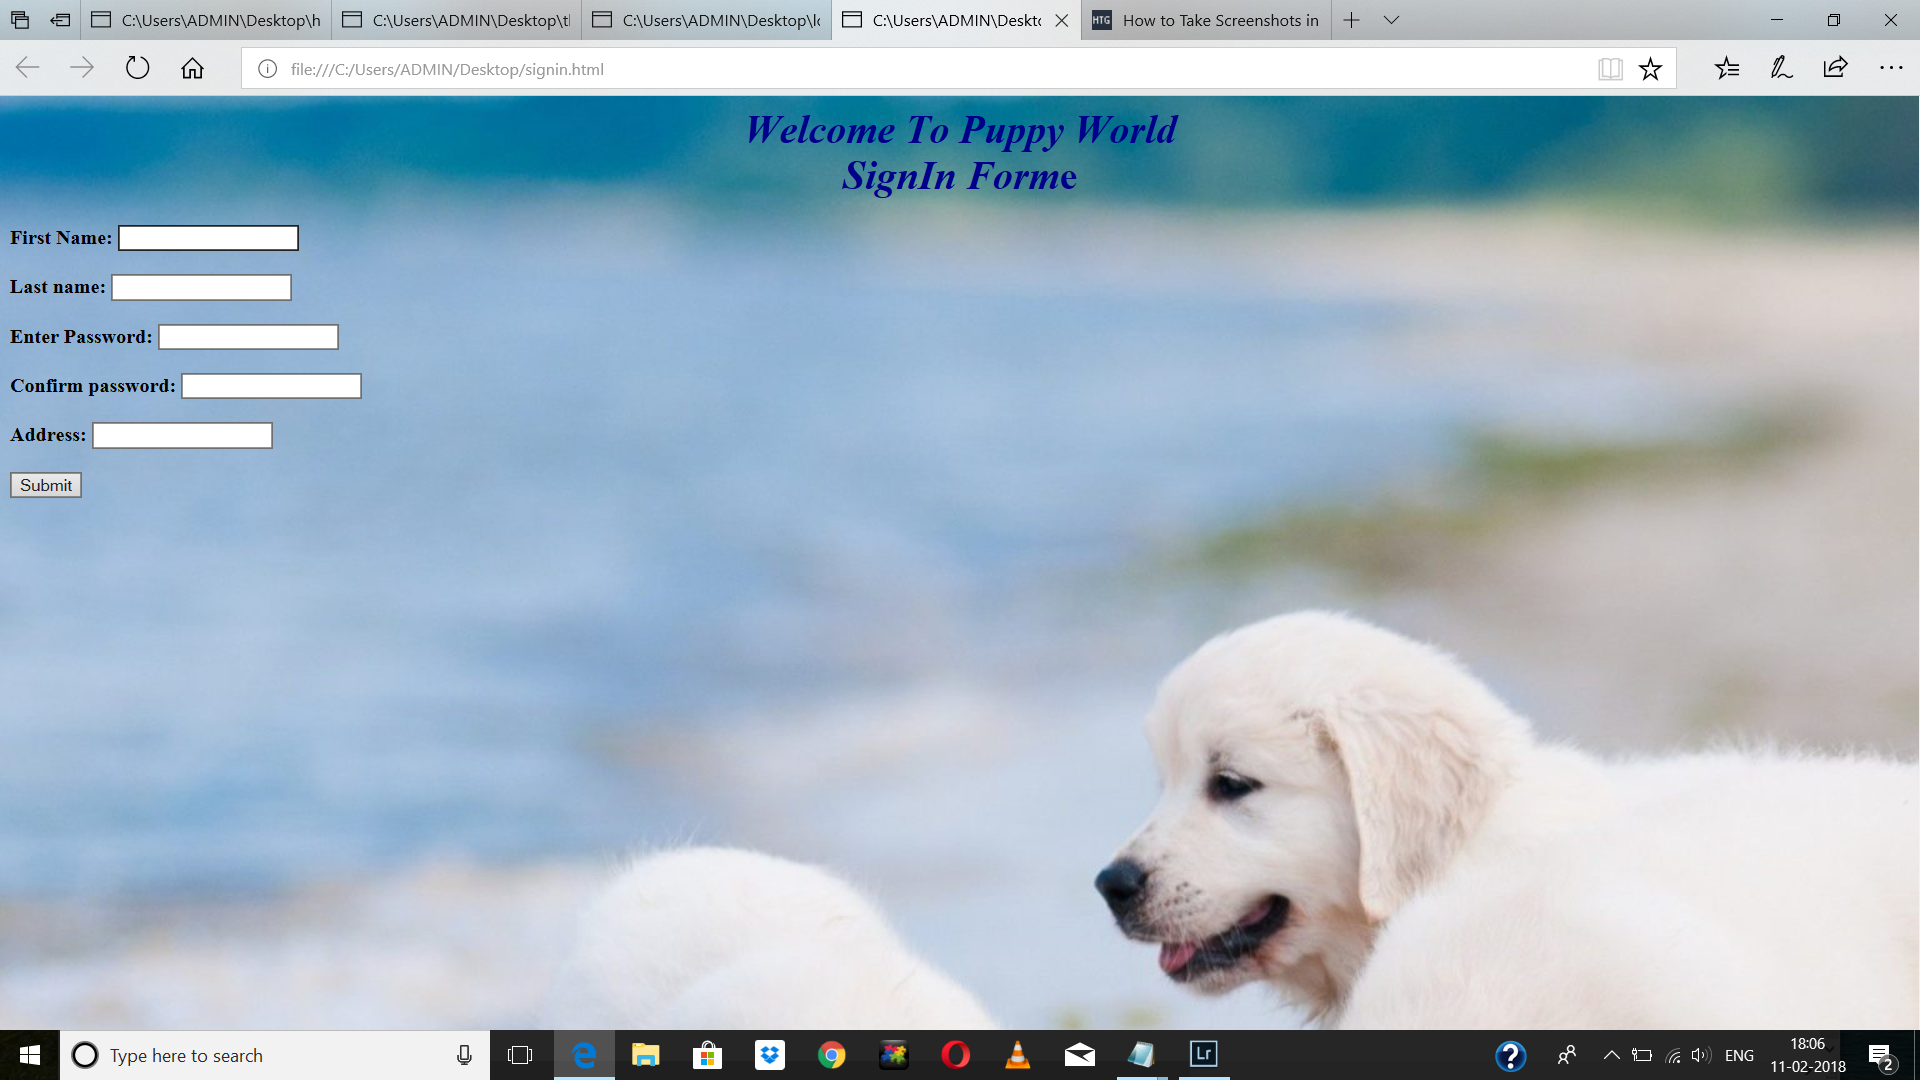 C:\Users\ADMIN\Desktop\h
C:\Users\ADMIN\Desktop\tl
C:\Users\ADMIN\Desktop\lo
C:\Users\ADMIN\Deskto
HTG
How to Take Screenshots in
file:///C:/Users/ADMIN/Desktop/signin.html
Welcome To Puppy World
SignIn Forme
First Name:
Last name:
Enter Password:
Confirm password:
Address:
Submit
Type here to search
Lr
?
ENG
18:06
11-02-2018
2